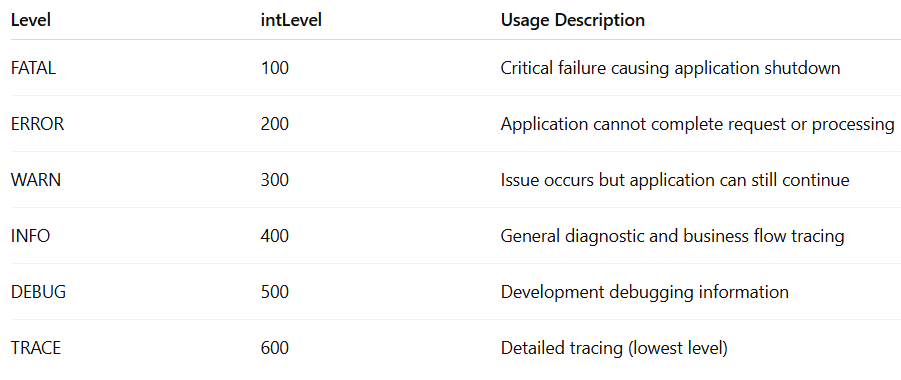 Level intLevel Usage Description
FATAL 100 Critical failure causing application shutdown
ERROR 200 Application cannot complete request or processing
WARN 300 Issue occurs but application can still continue
INFO 400 General diagnostic and business flow tracing
DEBUG 500 Development debugging information
TRACE 600 Detailed tracing (lowest level)